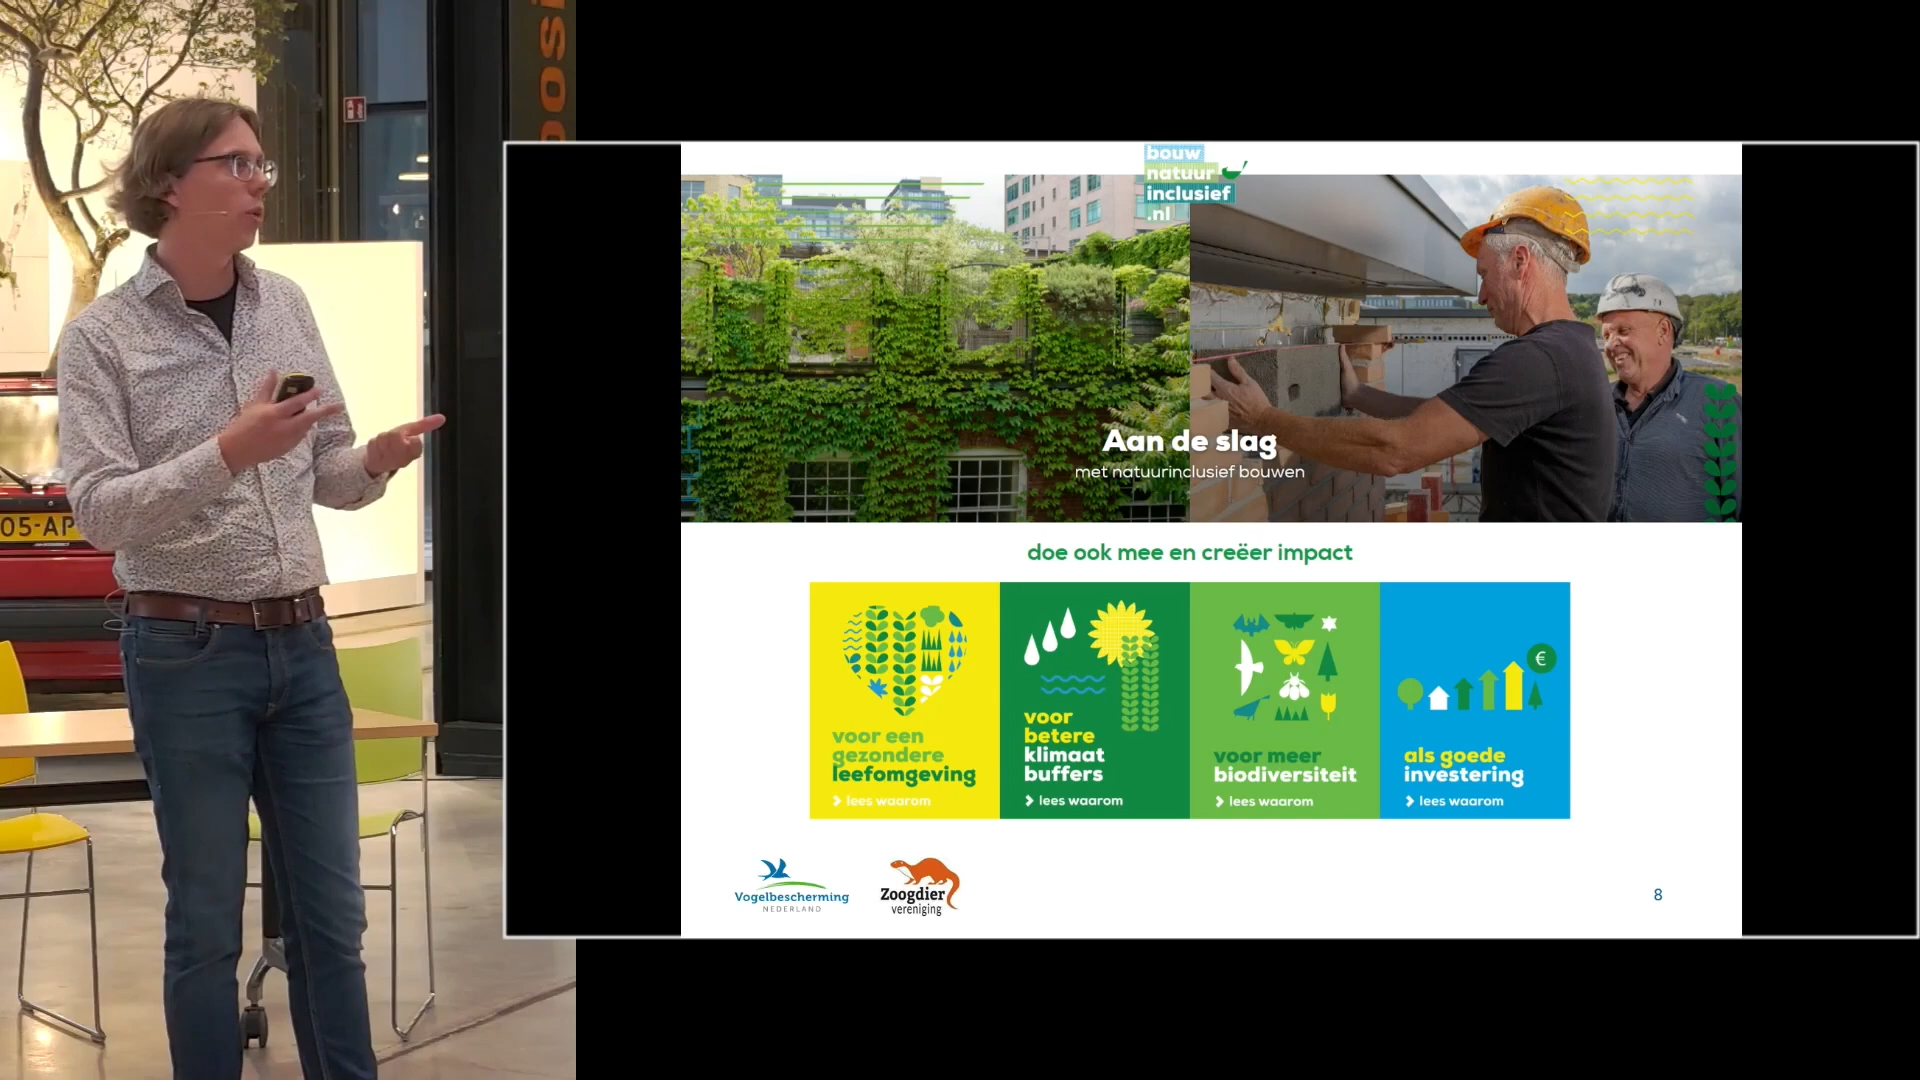 05-AP
bouw
natuur
inclusief
.nl
Aan de slag
met natuurinclusief bouwen
doe ook mee en creëer impact
voor een
gezondere
leefomgeving
lees waarom
voor
betere
klimaat
buffers
lees waarom
voor meer
biodiversiteit
lees waarom
€
als goede
investering
lees waarom
Vogelbescherming
NEDERLAND
Zoogdier
vereniging
8